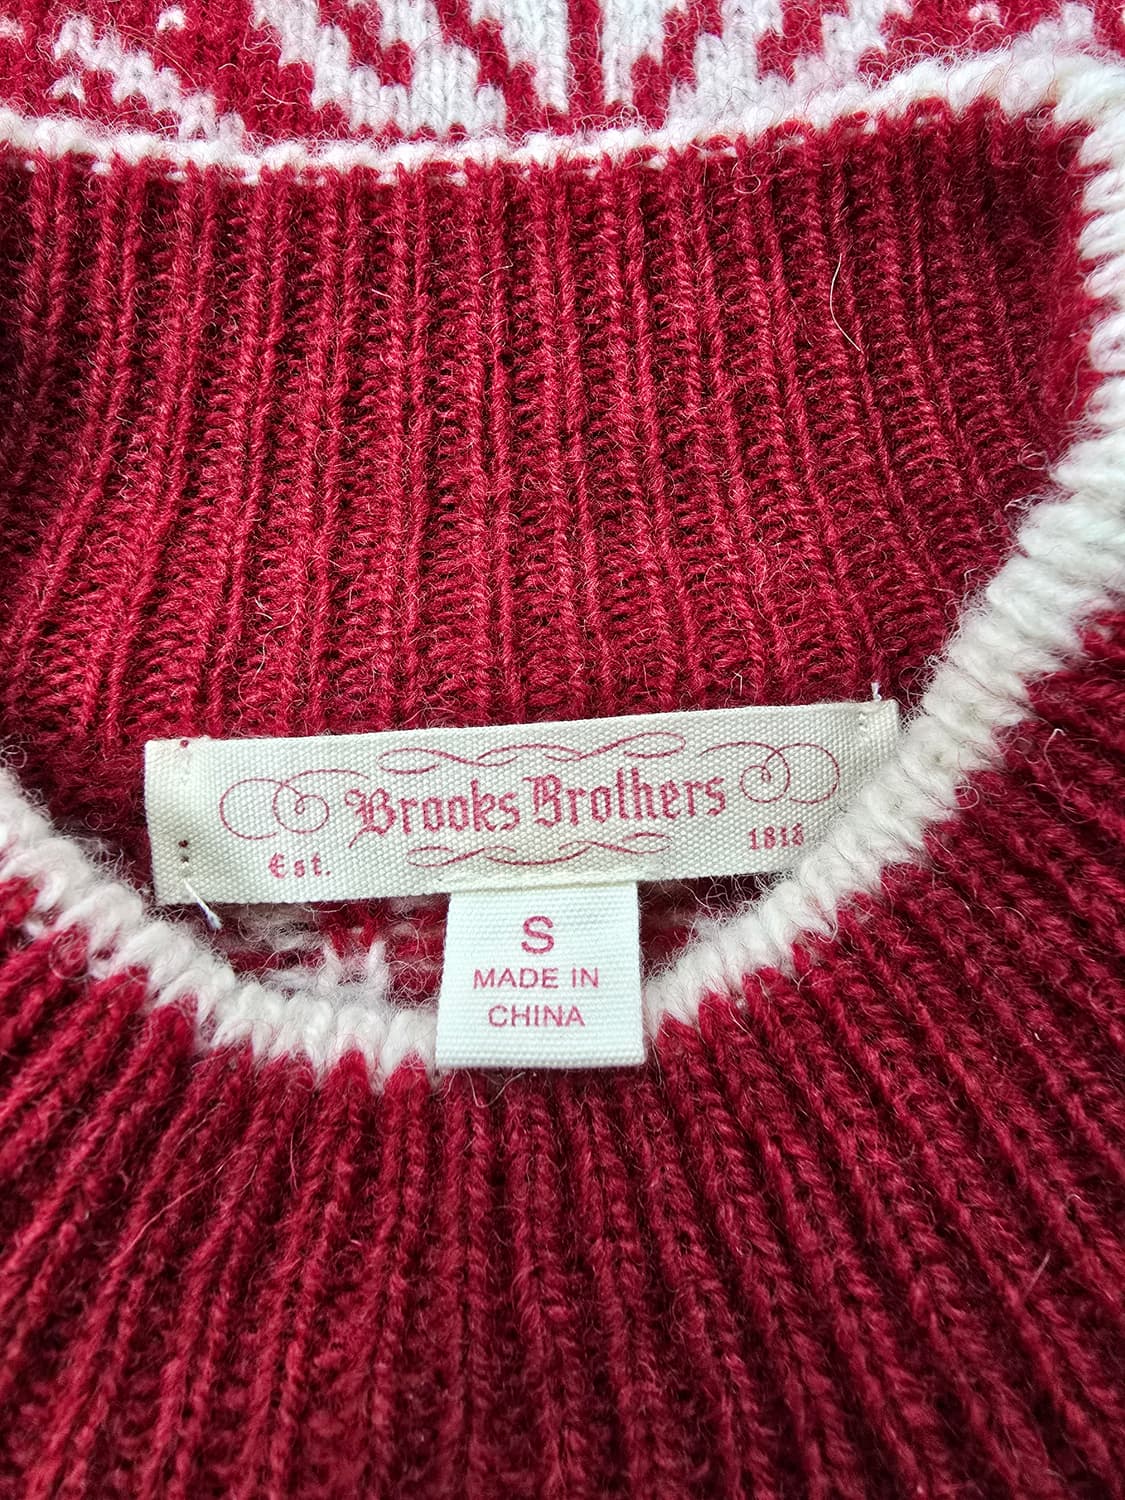 Brooks Brothers
Est. 1818
S
MADE IN
CHINA